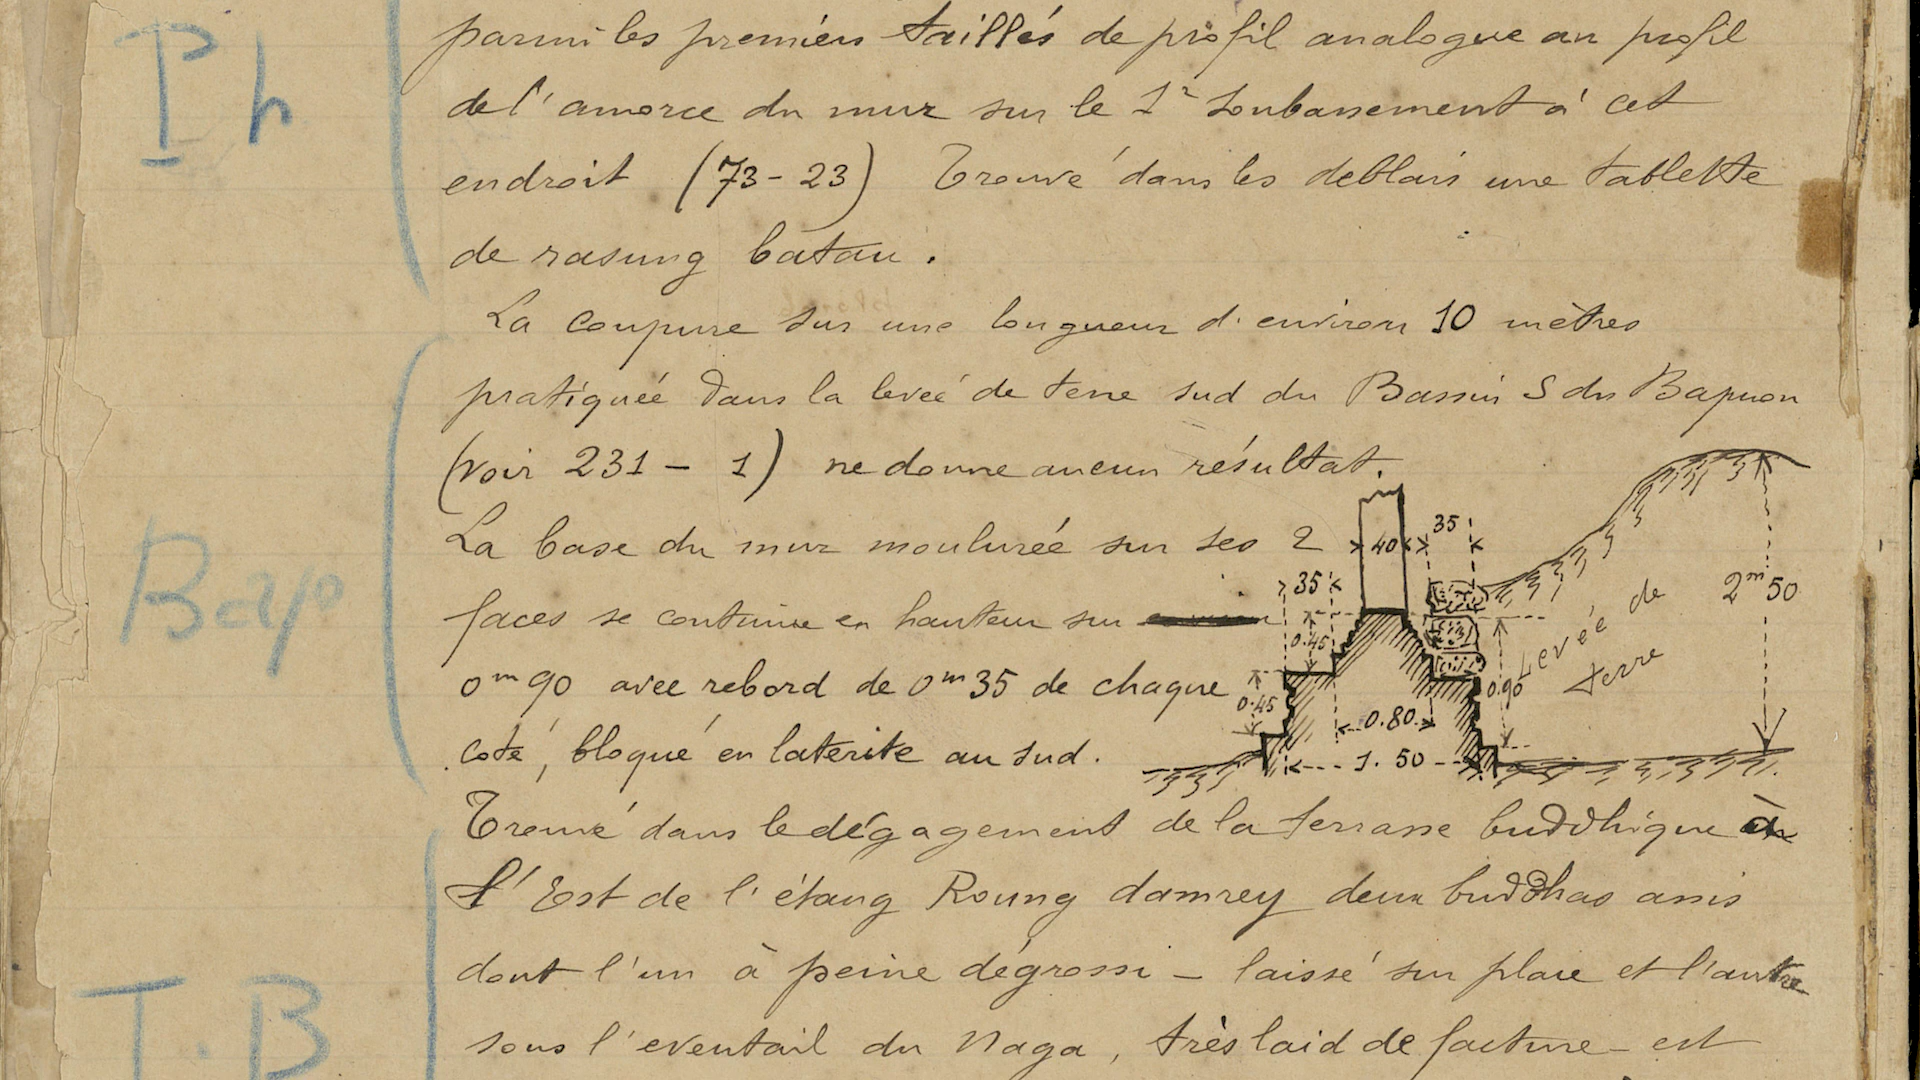 Ph
parmi les premiers taillés de profil analogue au profil
de l'amorce du mur sur le 1r soubassement à cet
endroit (73-23) Trouvé dans les déblais une tablette
de rasung batau.
La coupure sur une longueur d'environ 10 mètres
pratiquée dans la levée de terre sud du Bassin S du Bapuon
(voir 231 - 1) ne donne aucun résultat.
Bap
La base du mur moulurée sur ses 2
faces se continue en hauteur sur
0m90 avec rebord de 0m35 de chaque
coté, bloqué en latérite au sud.
40
35
35
0.45
0.45
0.80
1.50
0.90
Levée de
terre
2m50
Trouvé dans le dégagement de la terrasse buddhique à
l'Est de l'étang Roung damrey deux buddhas assis
dont l'un à peine dégrossi - laissé sur place et l'autre
T.B
sous l'eventail du Naga, très laid de facture - est